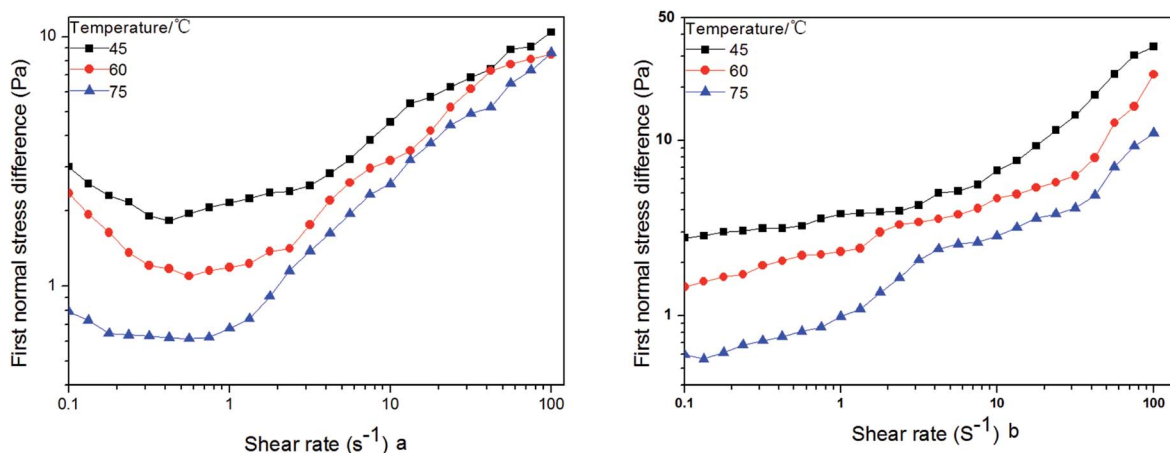 Temperature/℃
45
60
75
10
1
First normal stress difference (Pa)
0.1 1 10 100
Shear rate (s⁻¹) a
50
Temperature/℃
45
60
75
10
1
First normal stress difference (Pa)
0.1 1 10 100
Shear rate (S⁻¹) b